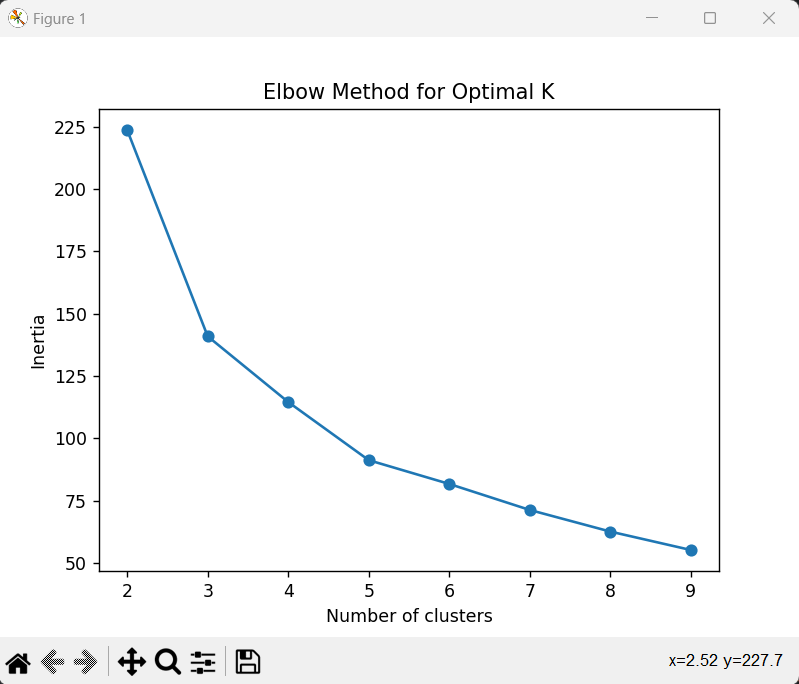 Figure 1
Elbow Method for Optimal K
225
200
175
150
125
100
75
50
Inertia
2 3 4 5 6 7 8 9
Number of clusters
x=2.52 y=227.7